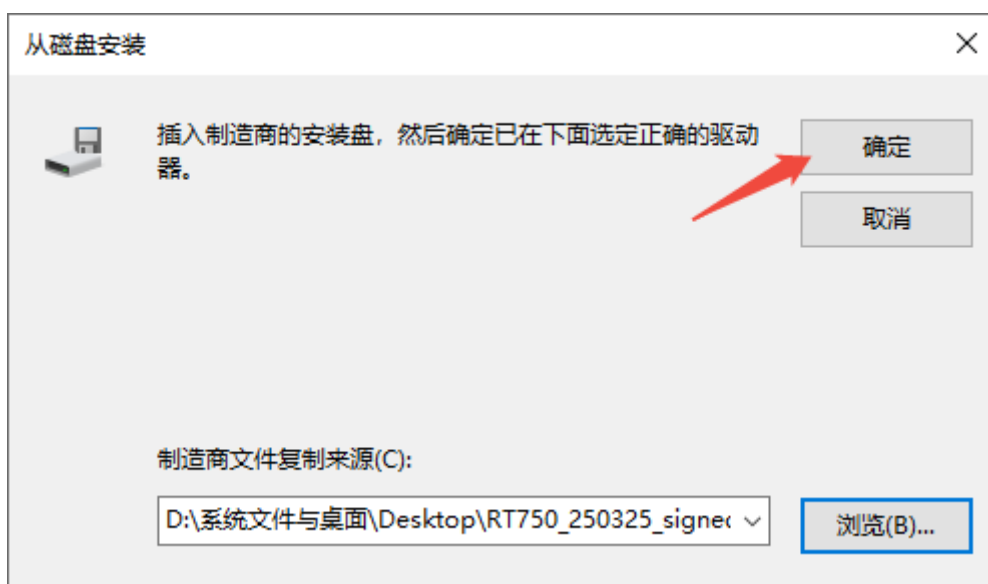 从磁盘安装
插入制造商的安装盘，然后确定已在下面选定正确的驱动
器。
确定
取消
制造商文件复制来源(C):
D:\系统文件与桌面\Desktop\RT750_250325_signed
浏览(B)...